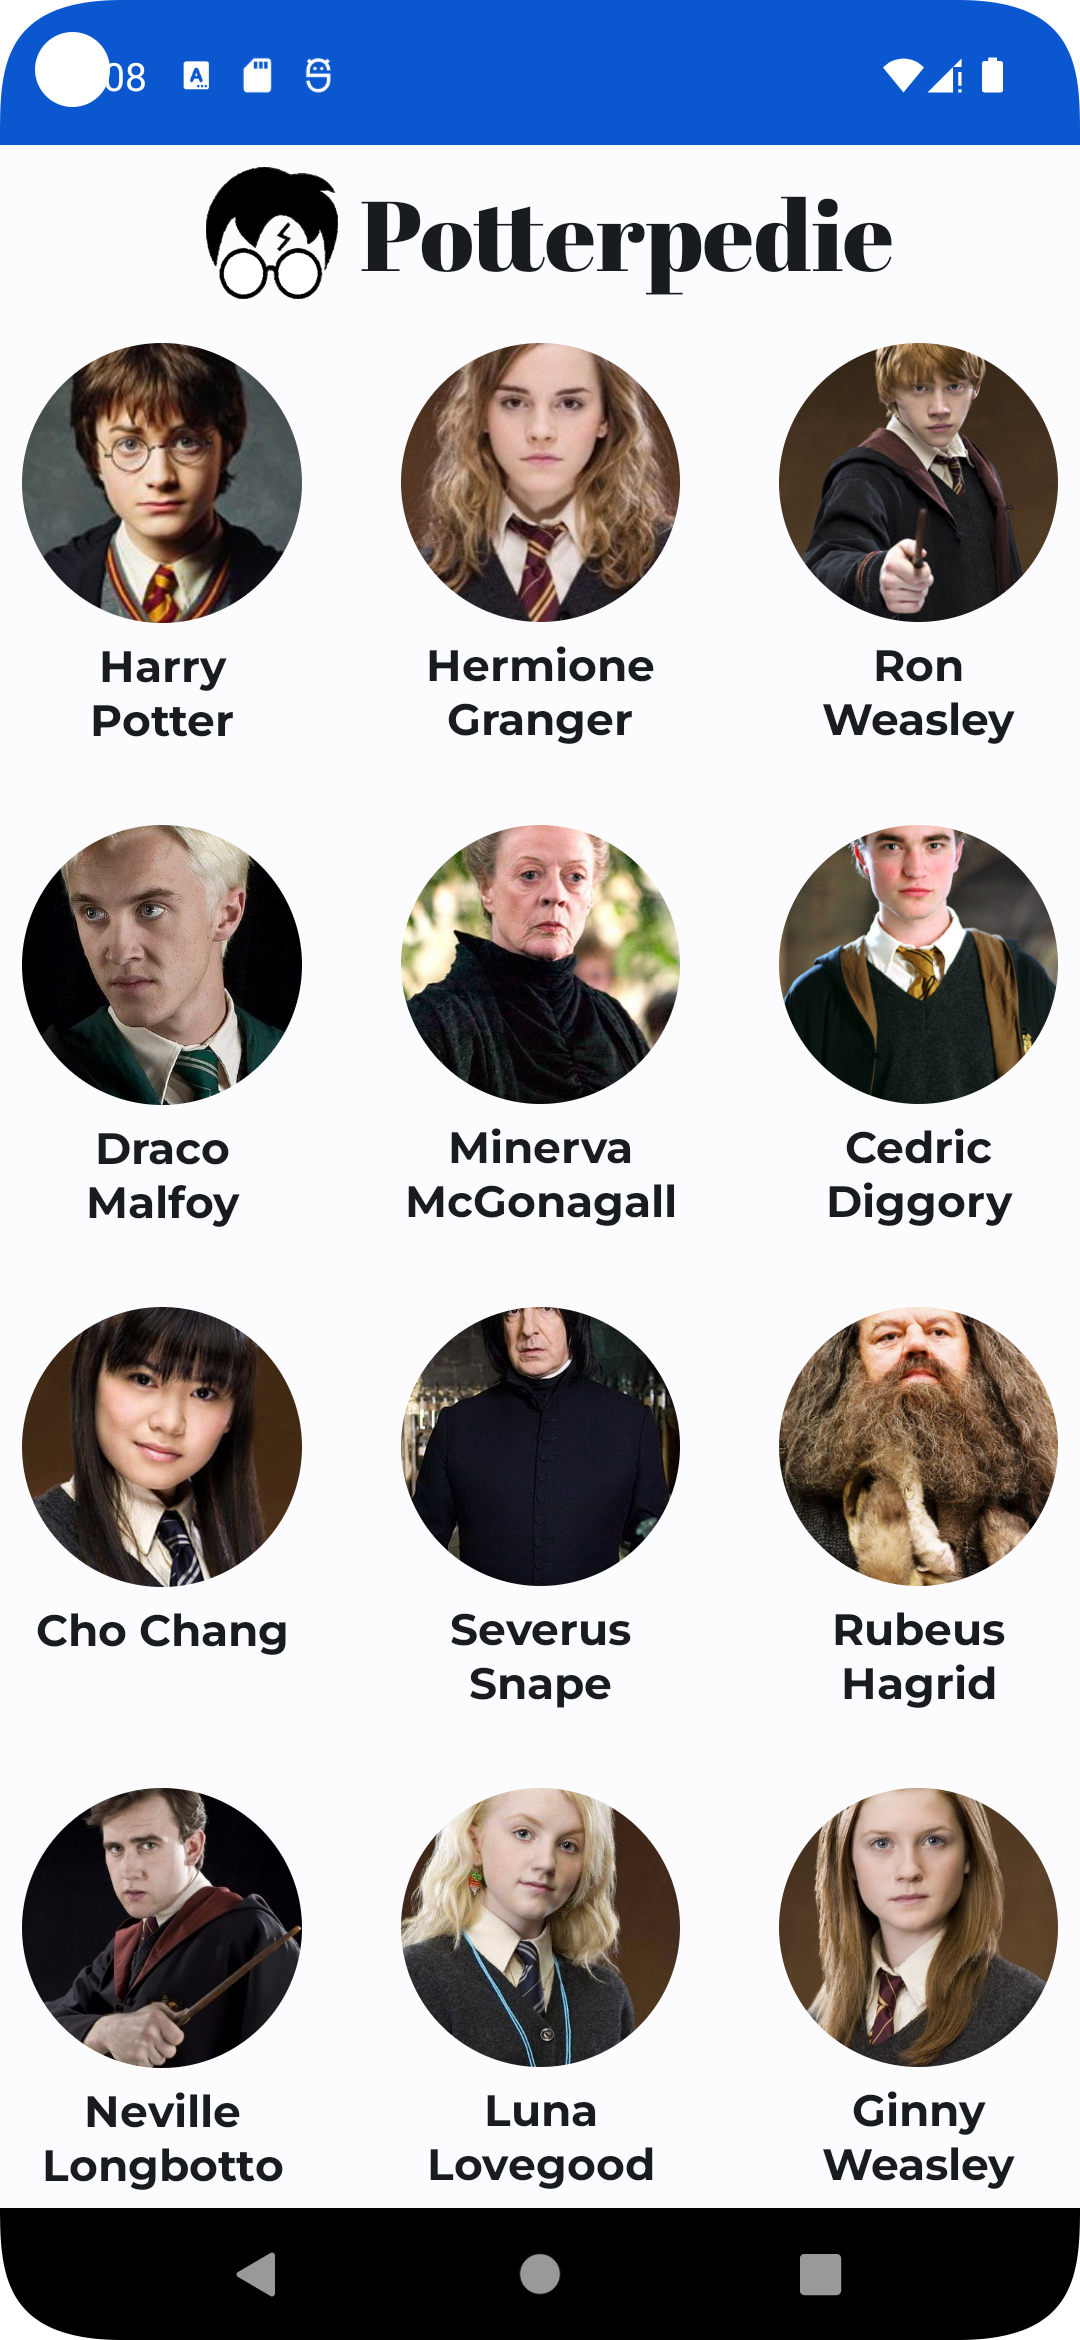 08
Potterpedie
Harry
Potter
Hermione
Granger
Ron
Weasley
Draco
Malfoy
Minerva
McGonagall
Cedric
Diggory
Cho Chang
Severus
Snape
Rubeus
Hagrid
Neville
Longbotto
Luna
Lovegood
Ginny
Weasley